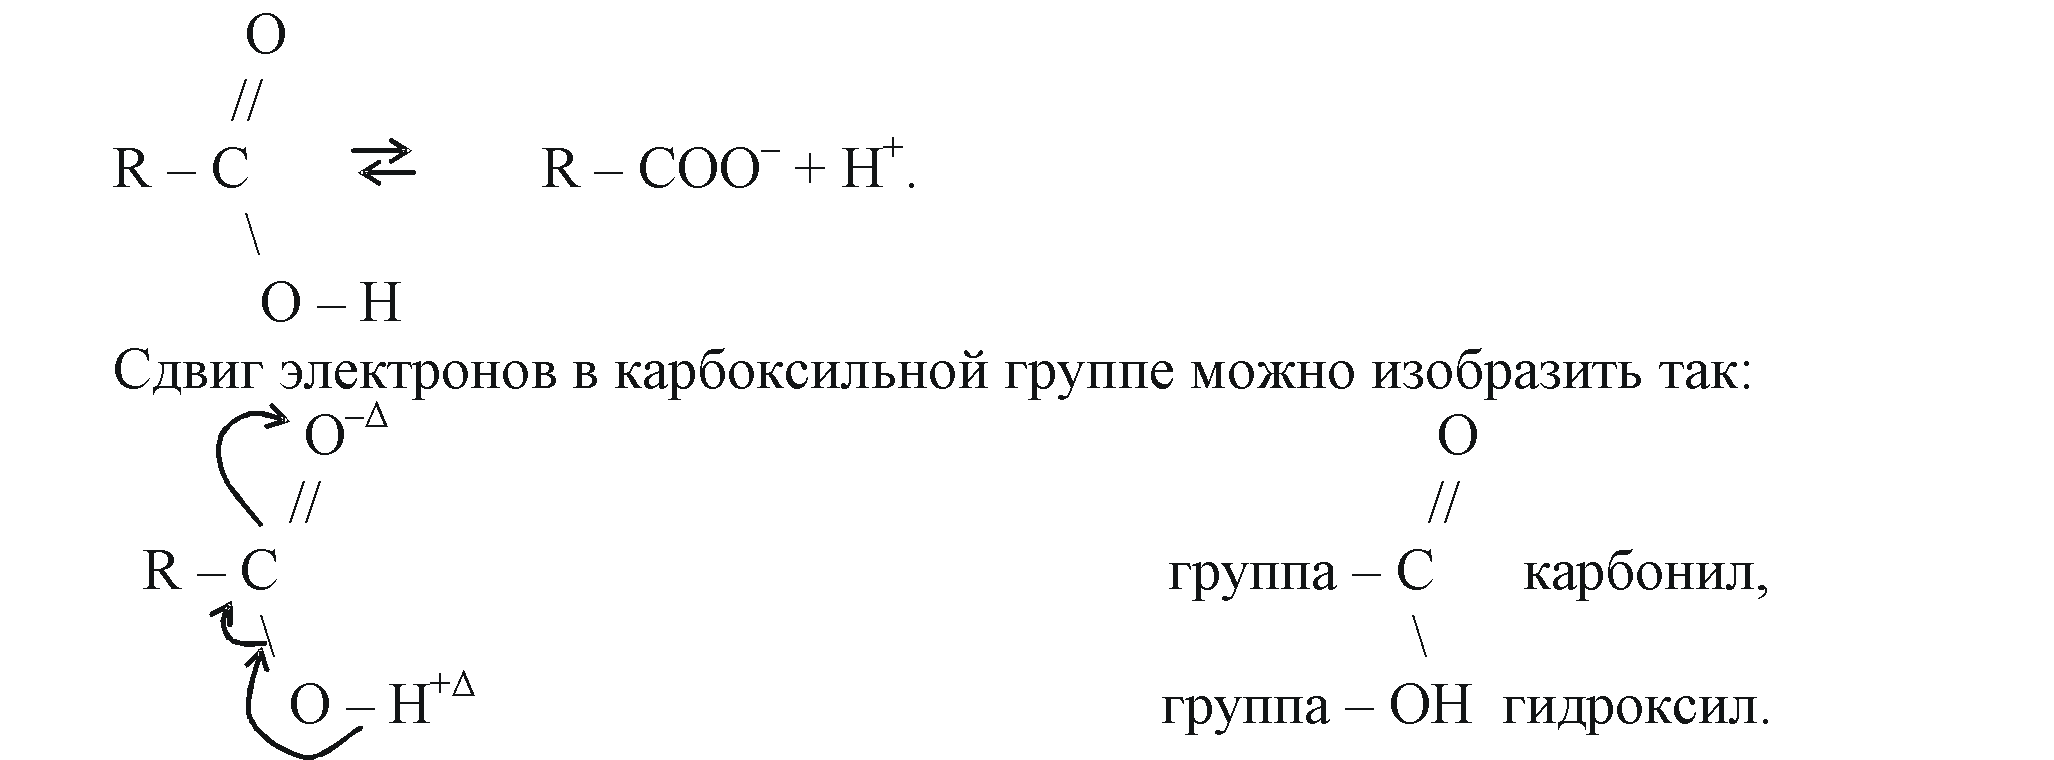 O
//
R – C ⇄ R – COO⁻ + H⁺.
\
O – H
Сдвиг электронов в карбоксильной группе можно изобразить так:
O⁻ᐞ O
// //
R – C группа – C карбонил,
\ \
O – H⁺ᐞ группа – OH гидроксил.